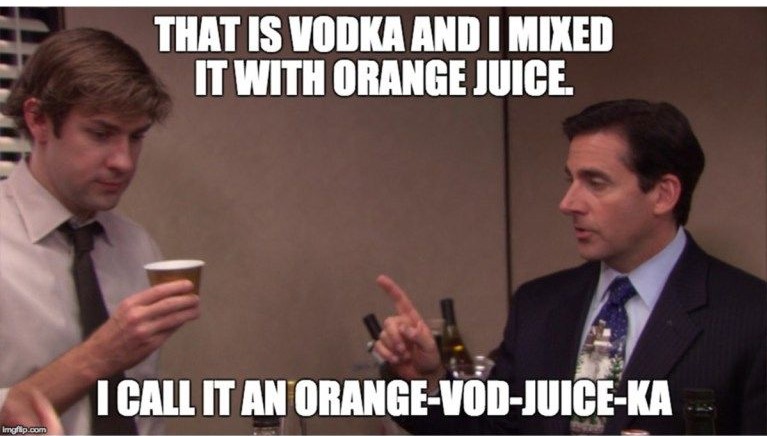 THAT IS VODKA AND I MIXED
IT WITH ORANGE JUICE.
I CALL IT AN ORANGE-VOD-JUICE-KA
imgflip.com